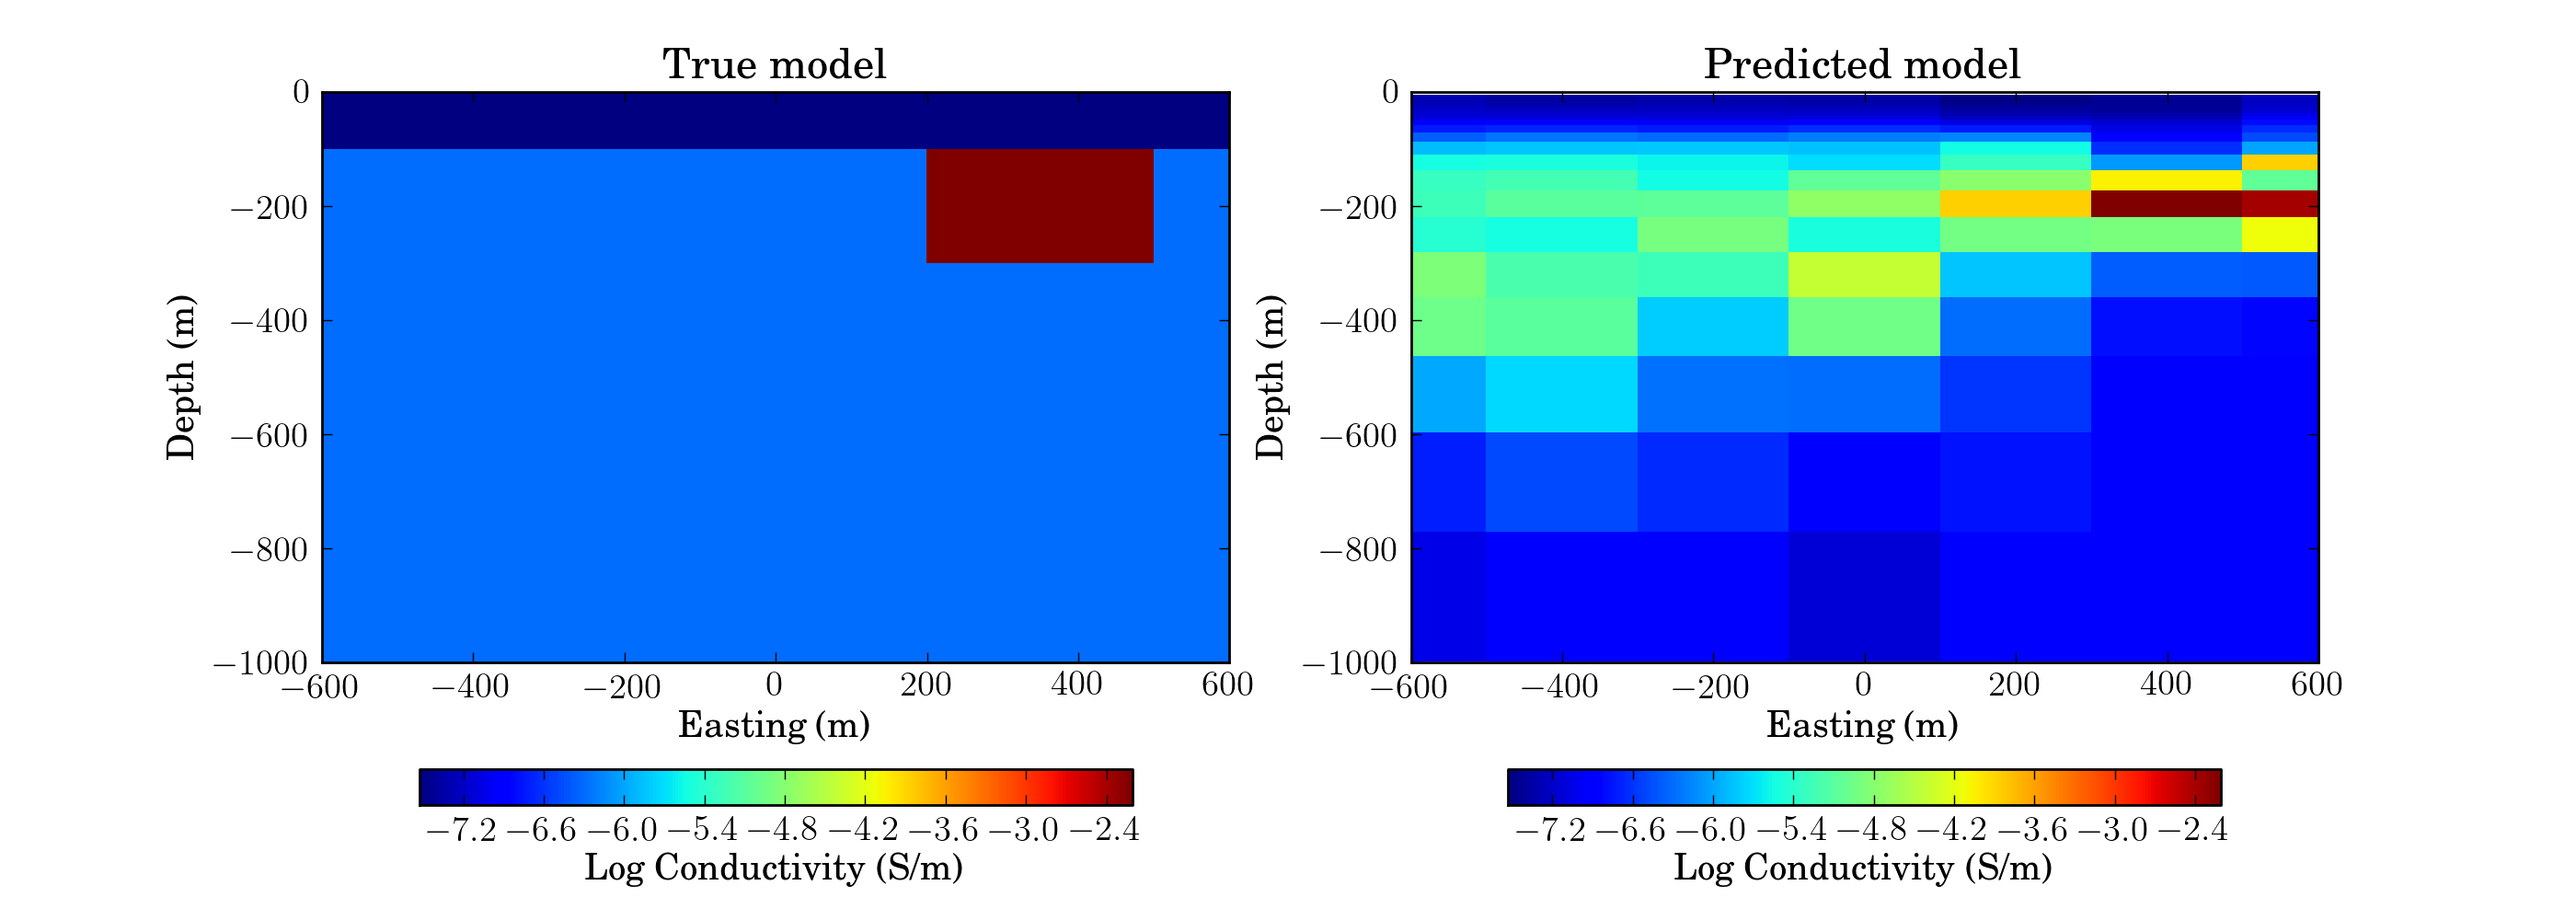 True model
0
−200
−400
−600
−800
−1000
Depth (m)
−600 −400 −200 0 200 400 600
Easting (m)
−7.2 −6.6 −6.0 −5.4 −4.8 −4.2 −3.6 −3.0 −2.4
Log Conductivity (S/m)
Predicted model
0
−200
−400
−600
−800
−1000
Depth (m)
−600 −400 −200 0 200 400 600
Easting (m)
−7.2 −6.6 −6.0 −5.4 −4.8 −4.2 −3.6 −3.0 −2.4
Log Conductivity (S/m)